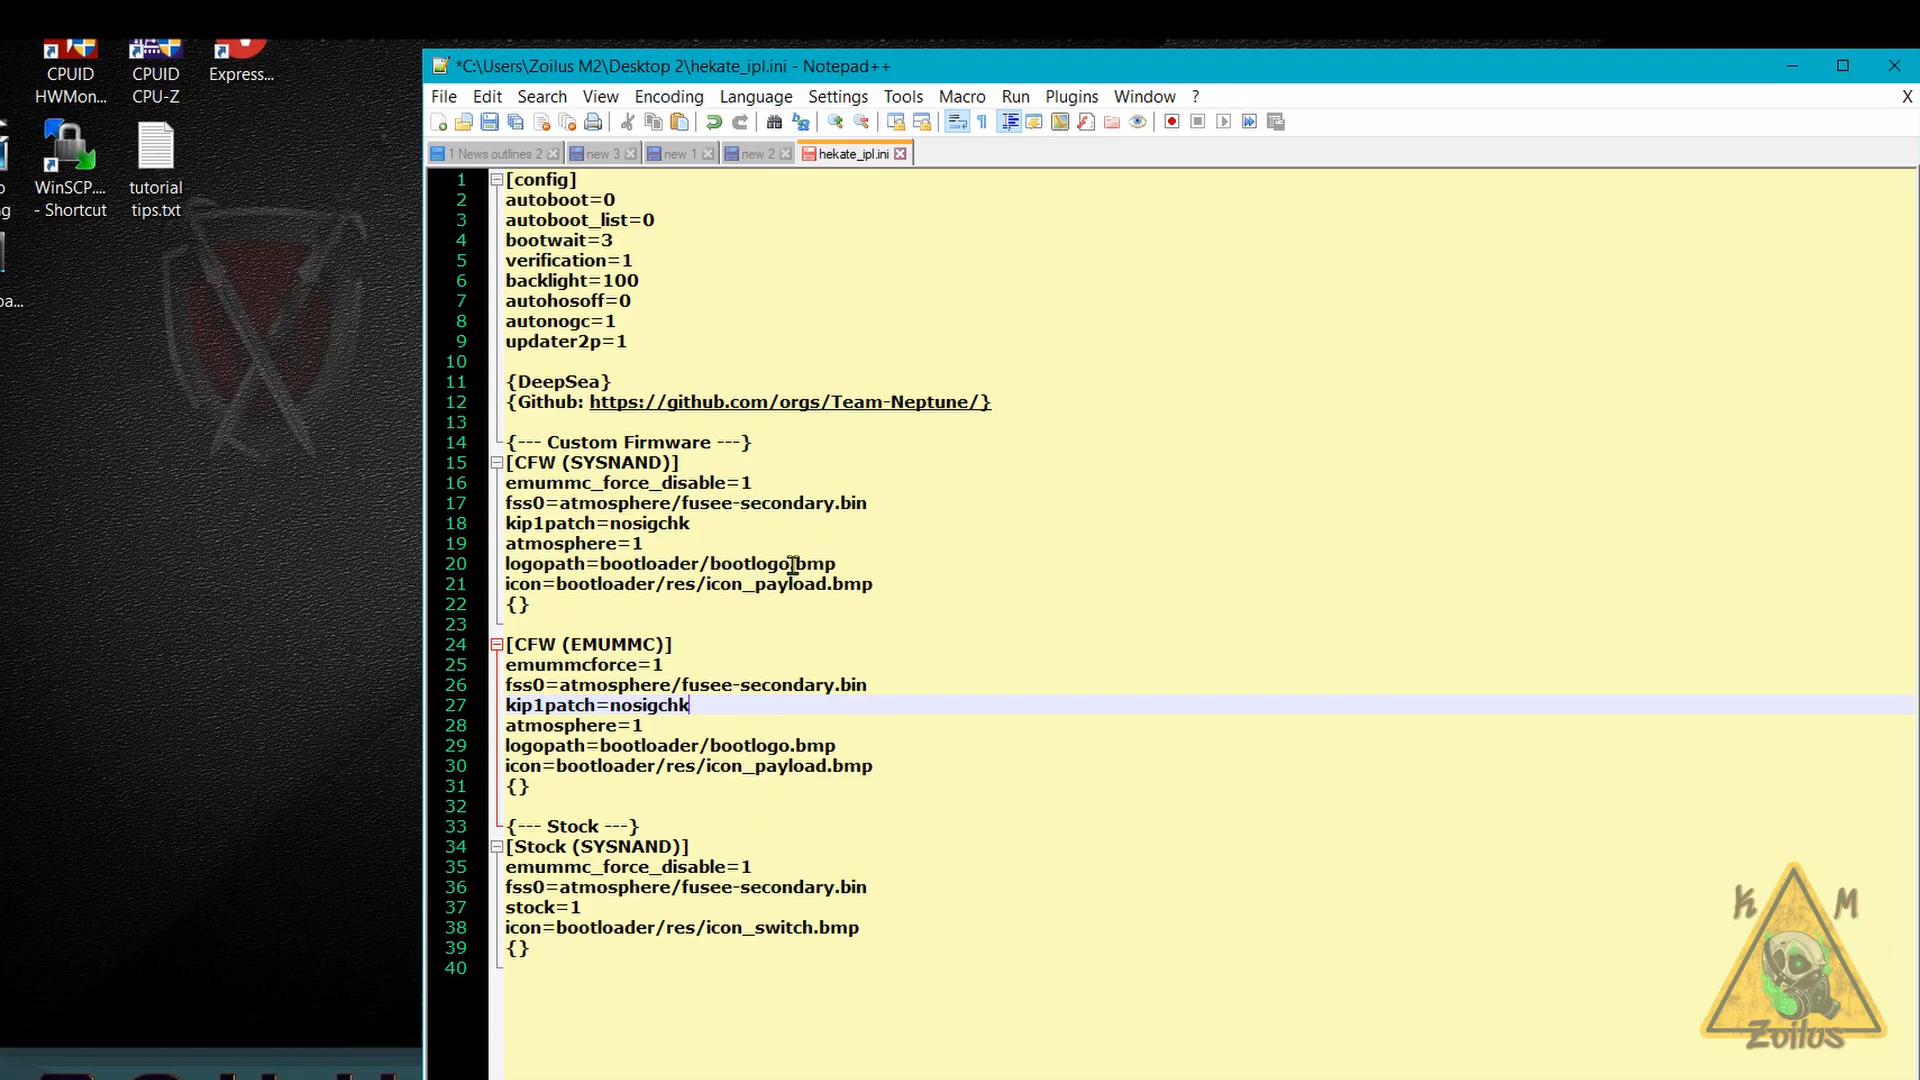 CPUID
HWMon...
CPUID
CPU-Z
Express...
WinSCP....
- Shortcut
tutorial
tips.txt
*C:\Users\Zoilus M2\Desktop 2\hekate_ipl.ini - Notepad++
File Edit Search View Encoding Language Settings Tools Macro Run Plugins Window ? X
1 News outlines 2 new 3 new 1 new 2 hekate_ipl.ini
1 [config]
2 autoboot=0
3 autoboot_list=0
4 bootwait=3
5 verification=1
6 backlight=100
7 autohosoff=0
8 autonogc=1
9 updater2p=1
10
11 {DeepSea}
12 {Github: https://github.com/orgs/Team-Neptune/}
13
14 {--- Custom Firmware ---}
15 [CFW (SYSNAND)]
16 emummc_force_disable=1
17 fss0=atmosphere/fusee-secondary.bin
18 kip1patch=nosigchk
19 atmosphere=1
20 logopath=bootloader/bootlogo.bmp
21 icon=bootloader/res/icon_payload.bmp
22 {}
23
24 [CFW (EMUMMC)]
25 emummcforce=1
26 fss0=atmosphere/fusee-secondary.bin
27 kip1patch=nosigchk
28 atmosphere=1
29 logopath=bootloader/bootlogo.bmp
30 icon=bootloader/res/icon_payload.bmp
31 {}
32
33 {--- Stock ---}
34 [Stock (SYSNAND)]
35 emummc_force_disable=1
36 fss0=atmosphere/fusee-secondary.bin
37 stock=1
38 icon=bootloader/res/icon_switch.bmp
39 {}
40
K M
Zoilus